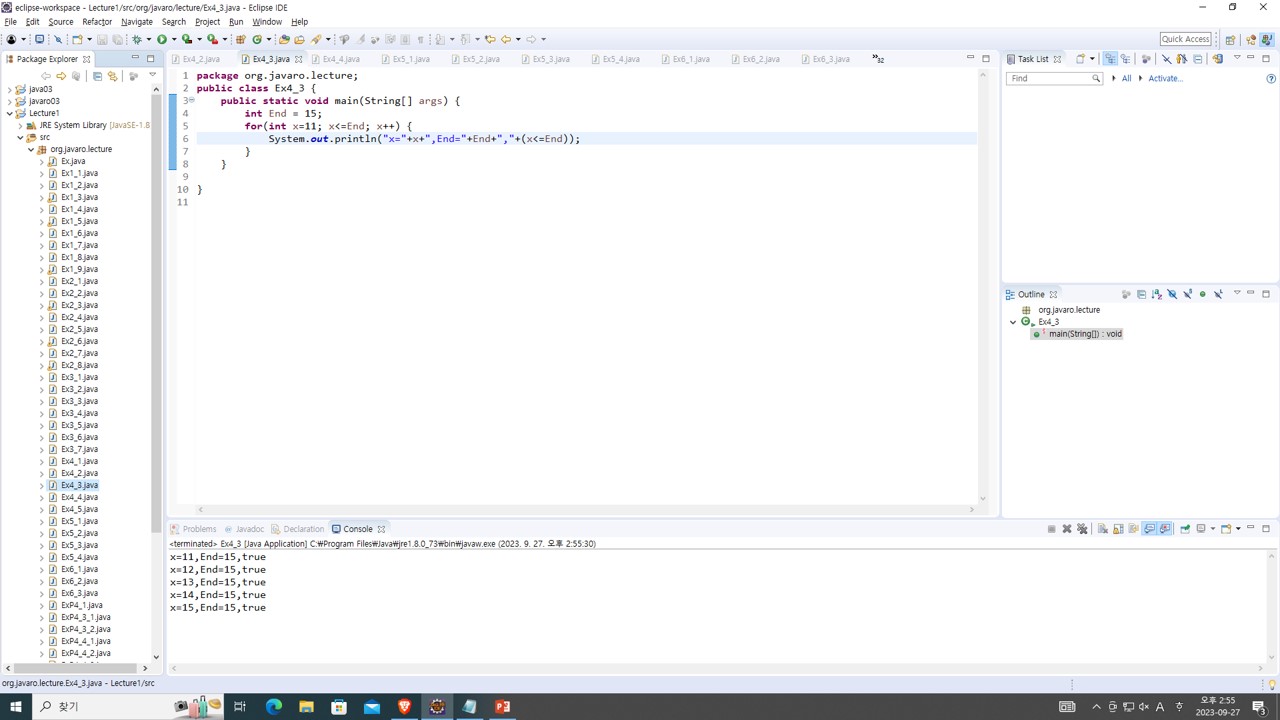 eclipse-workspace - Lecture1/src/org/javaro/lecture/Ex4_3.java - Eclipse IDE
File Edit Source Refactor Navigate Search Project Run Window Help
Quick Access
Package Explorer
Ex4_2.java Ex4_3.java Ex4_4.java Ex5_4.java Ex6_1.java Ex6_2.java
32
Task List
Find All Activate...
java03
javaro03
Lecture1
JRE System Library [JavaSE-1.8
src
org.javaro.lecture
Ex.java
Ex1_1.java
Ex1_2.java
Ex1_3.java
Ex1_4.java
Ex1_5.java
Ex1_6.java
Ex1_7.java
Ex1_8.java
Ex1_9.java
Ex2_1.java
Ex2_2.java
Ex2_3.java
Ex2_4.java
Ex2_5.java
Ex2_6.java
Ex2_7.java
Ex2_8.java
Ex3_1.java
Ex3_2.java
Ex3_3.java
Ex3_4.java
Ex3_5.java
Ex3_6.java
Ex3_7.java
Ex4_1.java
Ex4_2.java
Ex4_3.java
Ex4_4.java
Ex4_5.java
Ex5_1.java
Ex5_2.java
Ex5_3.java
Ex5_4.java
Ex6_1.java
Ex6_2.java
Ex6_3.java
ExP4_1.java
ExP4_3_1.java
ExP4_3_2.java
ExP4_4_1.java
ExP4_4_2.java
1 package org.javaro.lecture;
2 public class Ex4_3 {
3 public static void main(String[] args) {
4 int End = 15;
5 for(int x=11; x<=End; x++) {
6 System.out.println("x="+x+",End="+End+","+(x<=End));
7 }
8 }
9
10 }
11
Outline
org.javaro.lecture
Ex4_3
main(String[]) : void
Problems Javadoc Declaration Console
<terminated> Ex4_3 [Java Application] C:₩Program Files₩Java₩jre1.8.0_73₩bin₩javaw.exe (2023. 9. 27. 오후 2:55:30)
x=11,End=15,true
x=12,End=15,true
x=13,End=15,true
x=14,End=15,true
x=15,End=15,true
org.javaro.lecture.Ex4_3.java - Lecture1/src
찾기
A
오후 2:55
2023-09-27
3